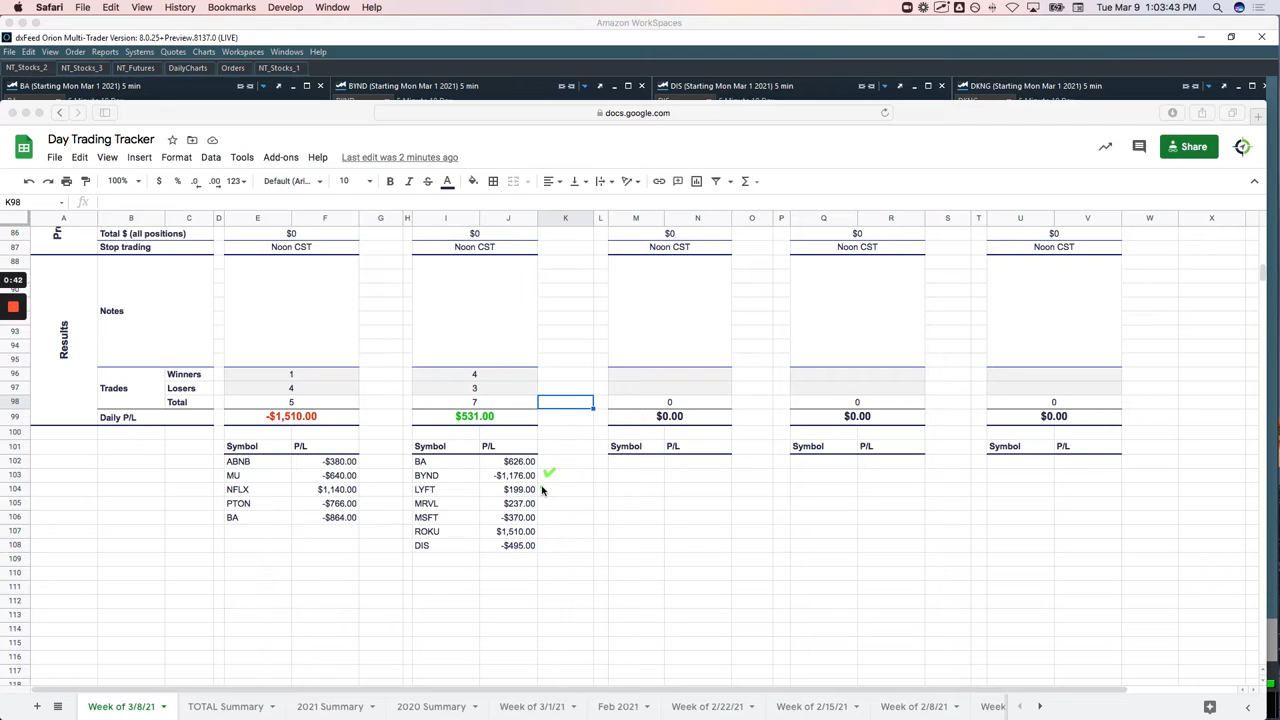 Safari File Edit View History Bookmarks Develop Window Help Tue Mar 9 1:03:43 PM
Amazon WorkSpaces
dxFeed Orion Multi-Trader Version: 8.0.25+Preview.8137.0 (LIVE)
File Edit View Order Reports Systems Quotes Charts Workspaces Windows Help
NT_Stocks_2 NT_Stocks_3 NT_Futures DailyCharts Orders NT_Stocks_1
BA (Starting Mon Mar 1 2021) 5 min BYND (Starting Mon Mar 1 2021) 5 min DIS (Starting Mon Mar 1 2021) 5 min DKNG (Starting Mon Mar 1 2021) 5 min
docs.google.com
Day Trading Tracker
File Edit View Insert Format Data Tools Add-ons Help Last edit was 2 minutes ago Share
100% $ % .0 .00 123 Default (Ari... 10 B I S A Σ
K98 fx
A B C D E F G H I J K L M N O P Q R S T U V W X
86 Total $ (all positions) $0 $0 $0 $0 $0
87 Stop trading Noon CST Noon CST Noon CST Noon CST Noon CST
88
0:42
Results Notes
93
94
95
96 Winners 1 4
97 Trades Losers 4 3
98 Total 5 7 0 0 0
99 Daily P/L -$1,510.00 $531.00 $0.00 $0.00 $0.00
100
101 Symbol P/L Symbol P/L Symbol P/L Symbol P/L Symbol P/L
102 ABNB -$380.00 BA $626.00
103 MU -$640.00 BYND -$1,176.00
104 NFLX $1,140.00 LYFT $199.00
105 PTON -$766.00 MRVL $237.00
106 BA -$864.00 MSFT -$370.00
107 ROKU $1,510.00
108 DIS -$495.00
109
110
111
112
113
114
115
116
117
Week of 3/8/21 TOTAL Summary 2021 Summary 2020 Summary Week of 3/1/21 Feb 2021 Week of 2/22/21 Week of 2/15/21 Week of 2/8/21 Week